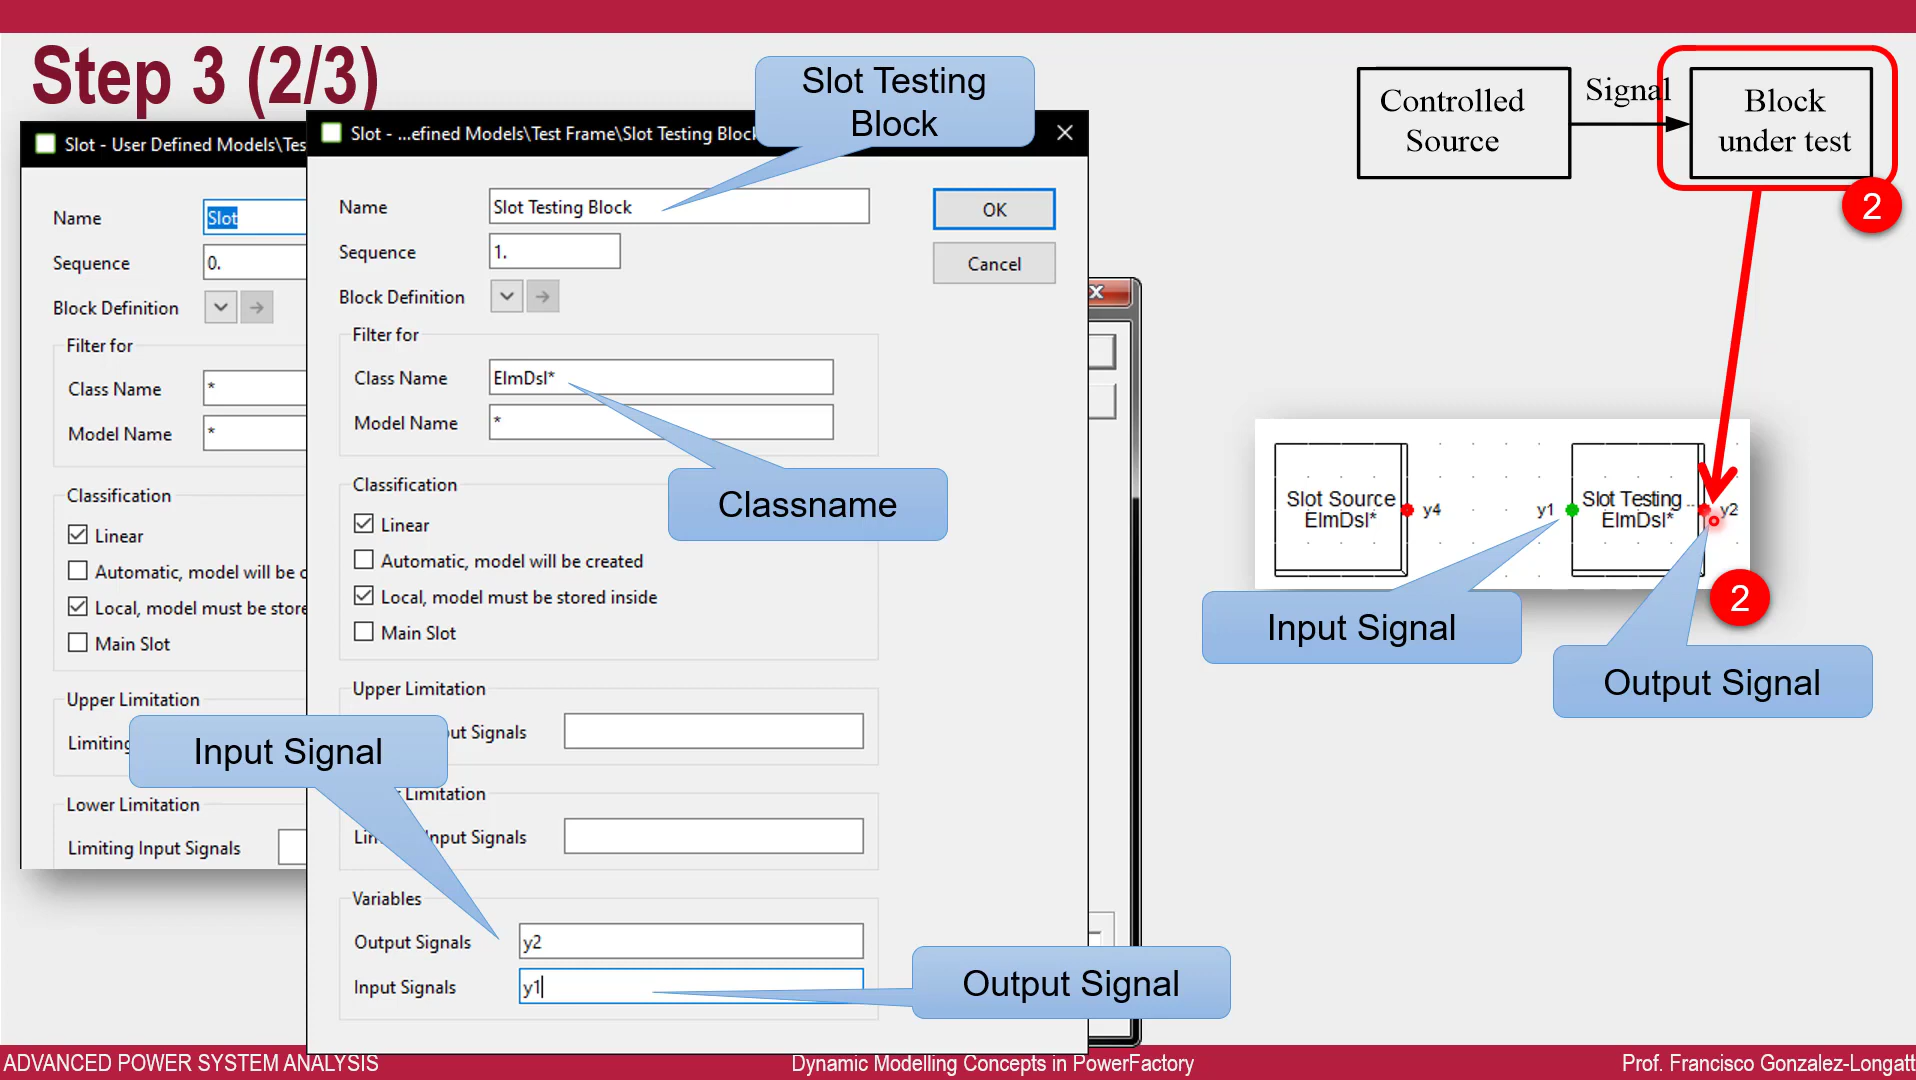 Step 3 (2/3)
Slot Testing
Block
Controlled
Source
Signal
Block
under test
2
Slot - User Defined Models\Tes
Name
Slot
Sequence
0.
Block Definition
Filter for
Class Name
*
Model Name
*
Classification
Linear
Automatic, model will be c
Local, model must be store
Main Slot
Upper Limitation
Limiting
Lower Limitation
Limiting Input Signals
Slot - ...efined Models\Test Frame\Slot Testing Block
Name
Slot Testing Block
OK
Sequence
1.
Cancel
Block Definition
Filter for
Class Name
ElmDsl*
Model Name
*
Classname
Classification
Linear
Automatic, model will be created
Local, model must be stored inside
Main Slot
Upper Limitation
ut Signals
Input Signal
Limitation
nput Signals
Variables
Output Signals
y2
Input Signals
y1
Output Signal
Slot Source
ElmDsl*
y4
y1
Slot Testing ...
ElmDsl*
y2
2
Input Signal
Output Signal
ADVANCED POWER SYSTEM ANALYSIS
Dynamic Modelling Concepts in PowerFactory
Prof. Francisco Gonzalez-Longatt